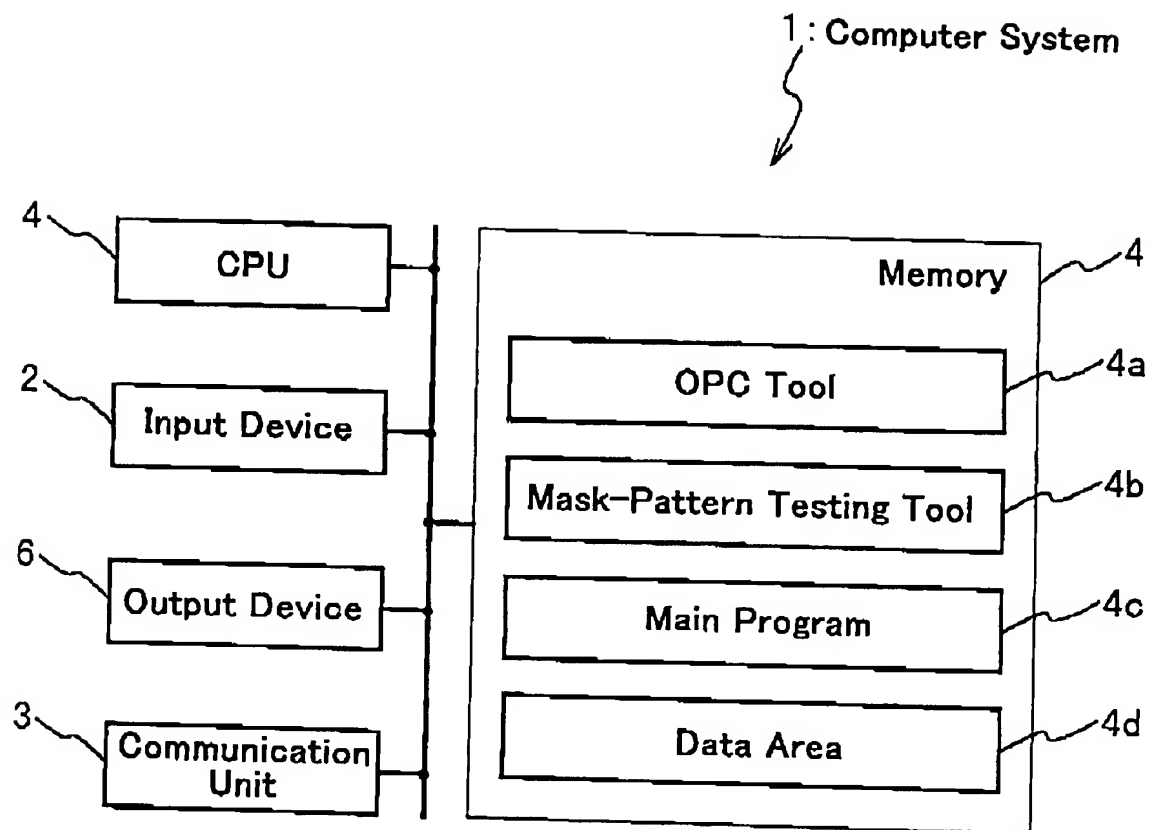 1: Computer System
4
CPU
2
Input Device
6
Output Device
3
Communication
Unit
Memory
4
OPC Tool
4a
Mask-Pattern Testing Tool
4b
Main Program
4c
Data Area
4d